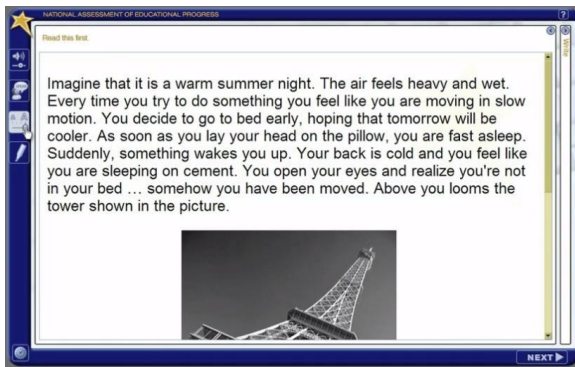 NATIONAL ASSESSMENT OF EDUCATIONAL PROGRESS
?
Read this first
Write
Imagine that it is a warm summer night. The air feels heavy and wet.
Every time you try to do something you feel like you are moving in slow
motion. You decide to go to bed early, hoping that tomorrow will be
cooler. As soon as you lay your head on the pillow, you are fast asleep.
Suddenly, something wakes you up. Your back is cold and you feel like
you are sleeping on cement. You open your eyes and realize you're not
in your bed … somehow you have been moved. Above you looms the
tower shown in the picture.
NEXT